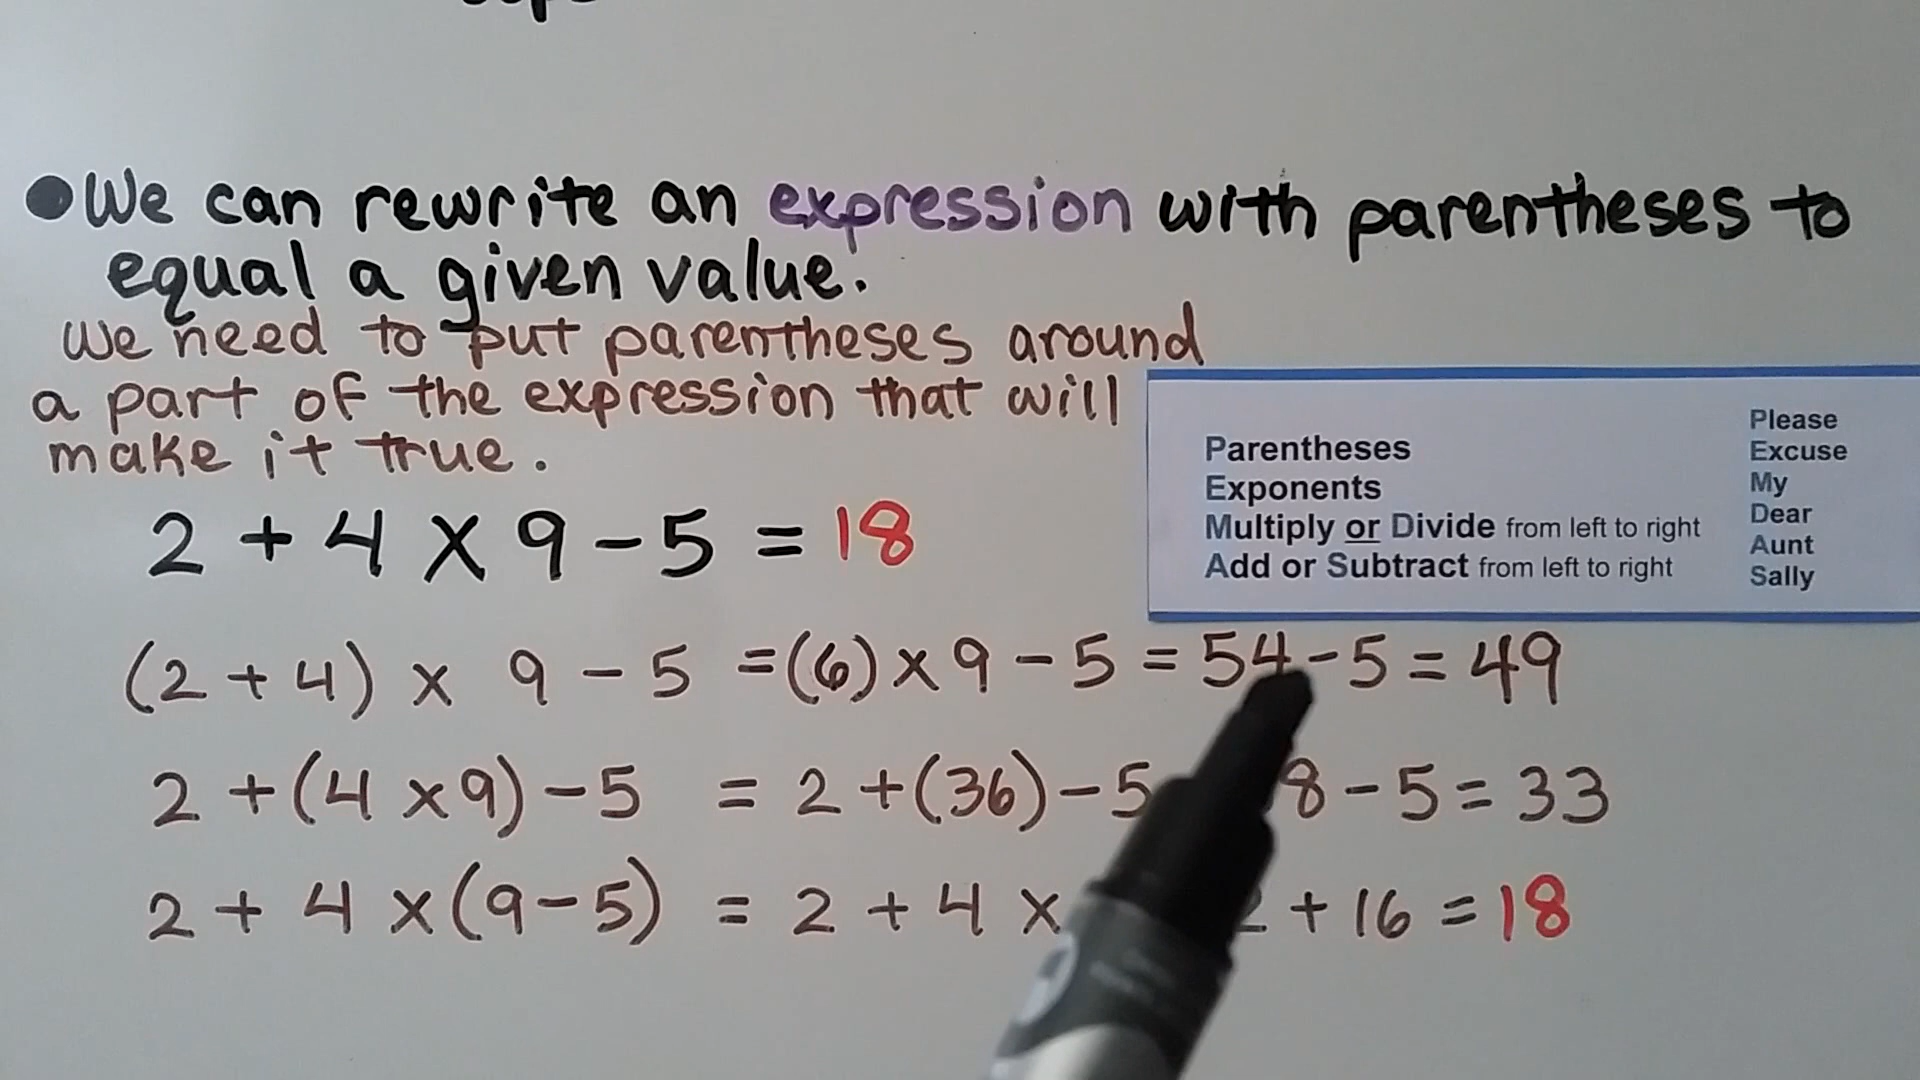 ●We can rewrite an expression with parentheses to
equal a given value.
We need to put parentheses around
a part of the expression that will
make it true.
2 + 4 × 9 - 5 = 18
Parentheses
Exponents
Multiply or Divide from left to right
Add or Subtract from left to right
Please
Excuse
My
Dear
Aunt
Sally
(2 + 4) × 9 - 5 = (6) × 9 - 5 = 54 - 5 = 49
2 + (4 × 9) - 5 = 2 + (36) - 5 8 - 5 = 33
2 + 4 × (9 - 5) = 2 + 4 × + 16 = 18